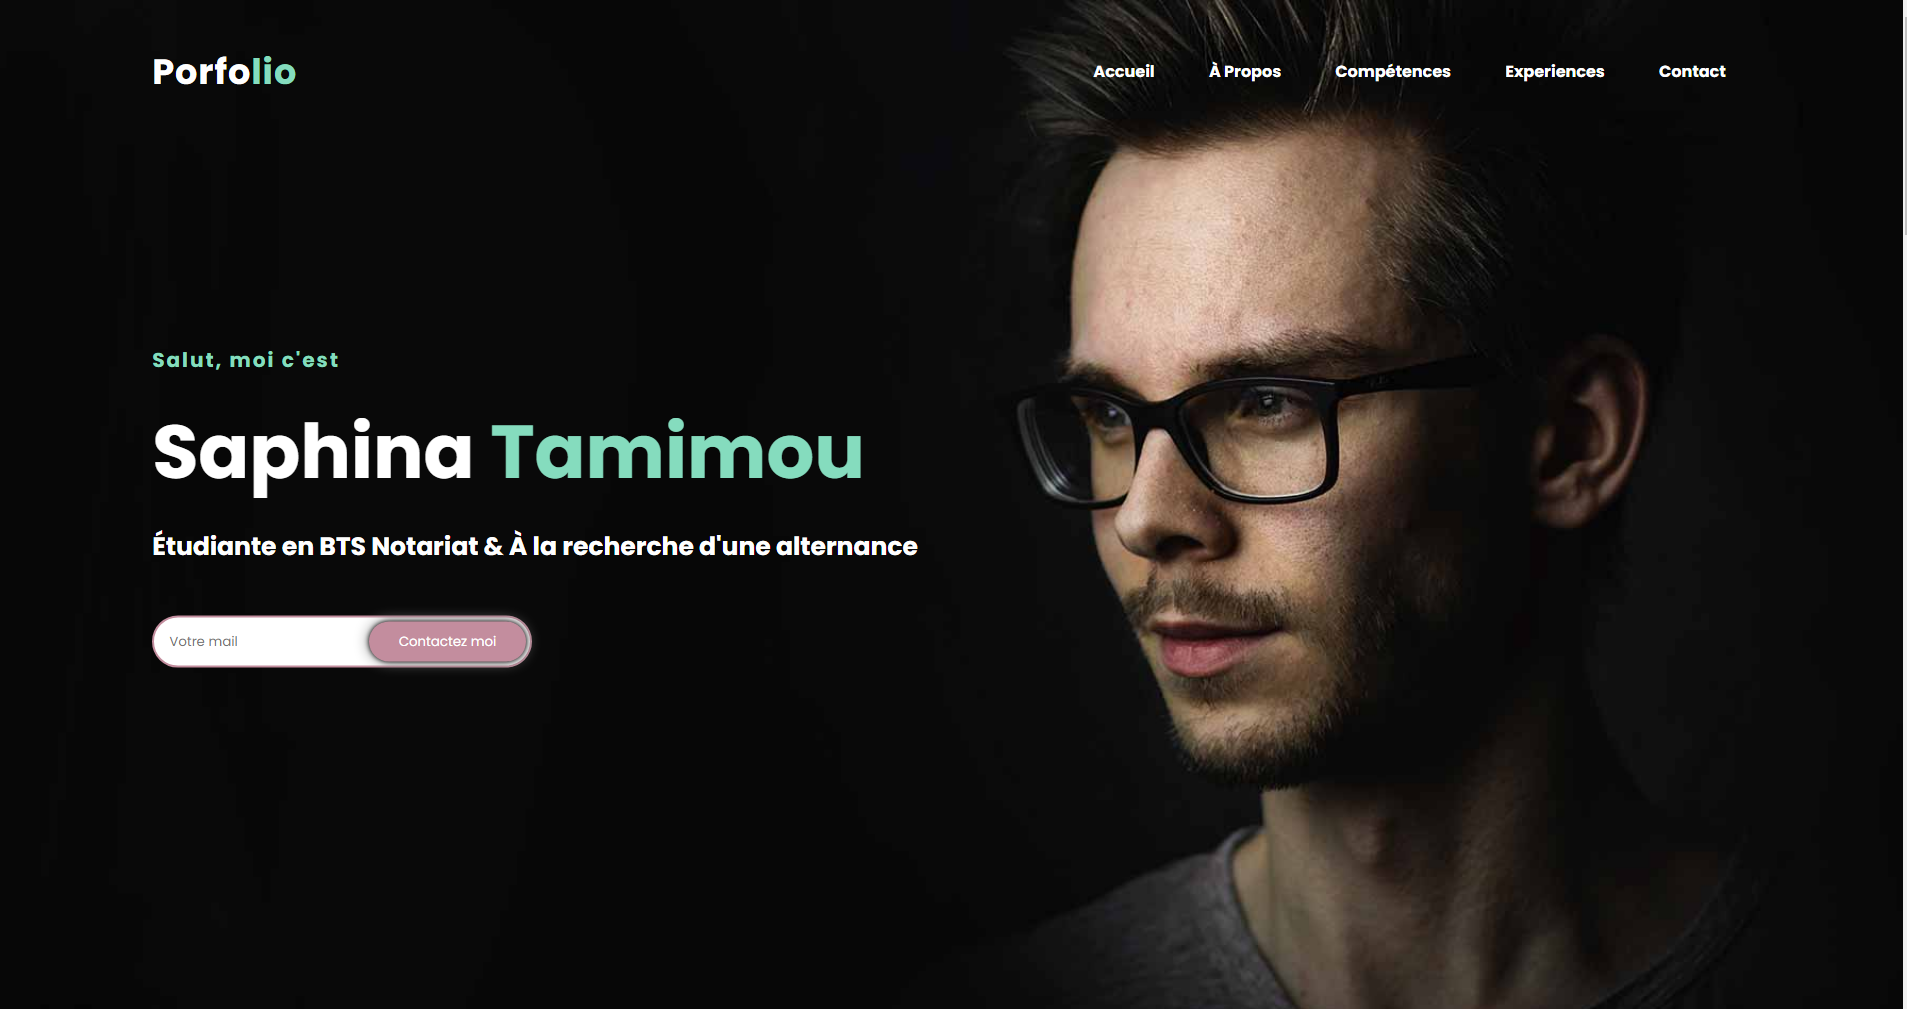 Porfolio
Accueil À Propos Compétences Experiences Contact
Salut, moi c'est
Saphina Tamimou
Étudiante en BTS Notariat & À la recherche d'une alternance
Votre mail Contactez moi